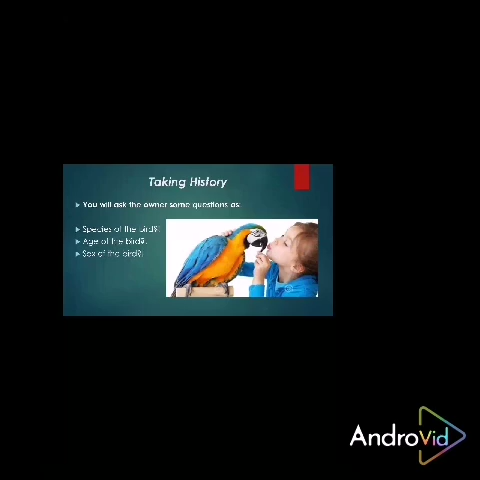 Taking History
You will ask the owner some questions as:
Species of the bird?!
Age of the bird?!
Sex of the bird?!
AndroVid